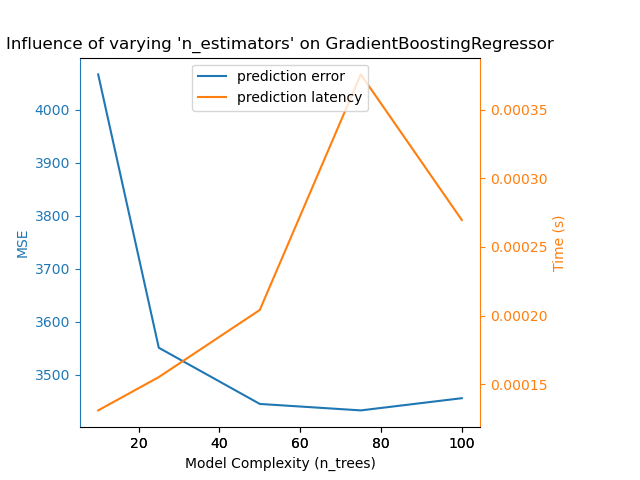 Influence of varying 'n_estimators' on GradientBoostingRegressor
prediction error
prediction latency
4000
3900
3800
3700
3600
3500
MSE
0.00035
0.00030
0.00025
0.00020
0.00015
Time (s)
20 40 60 80 100
Model Complexity (n_trees)